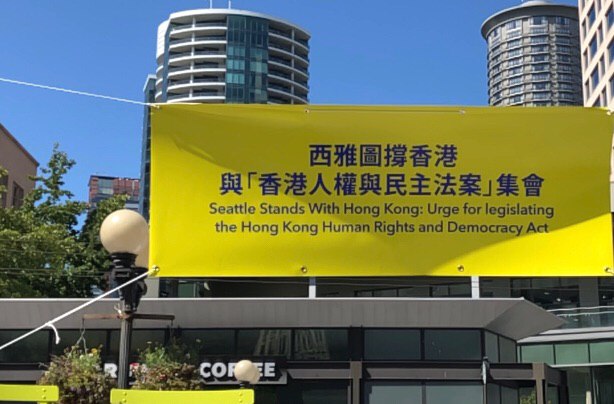 西雅圖撐香港
與「香港人權與民主法案」集會
Seattle Stands With Hong Kong: Urge for legislating
the Hong Kong Human Rights and Democracy Act
COFFEE